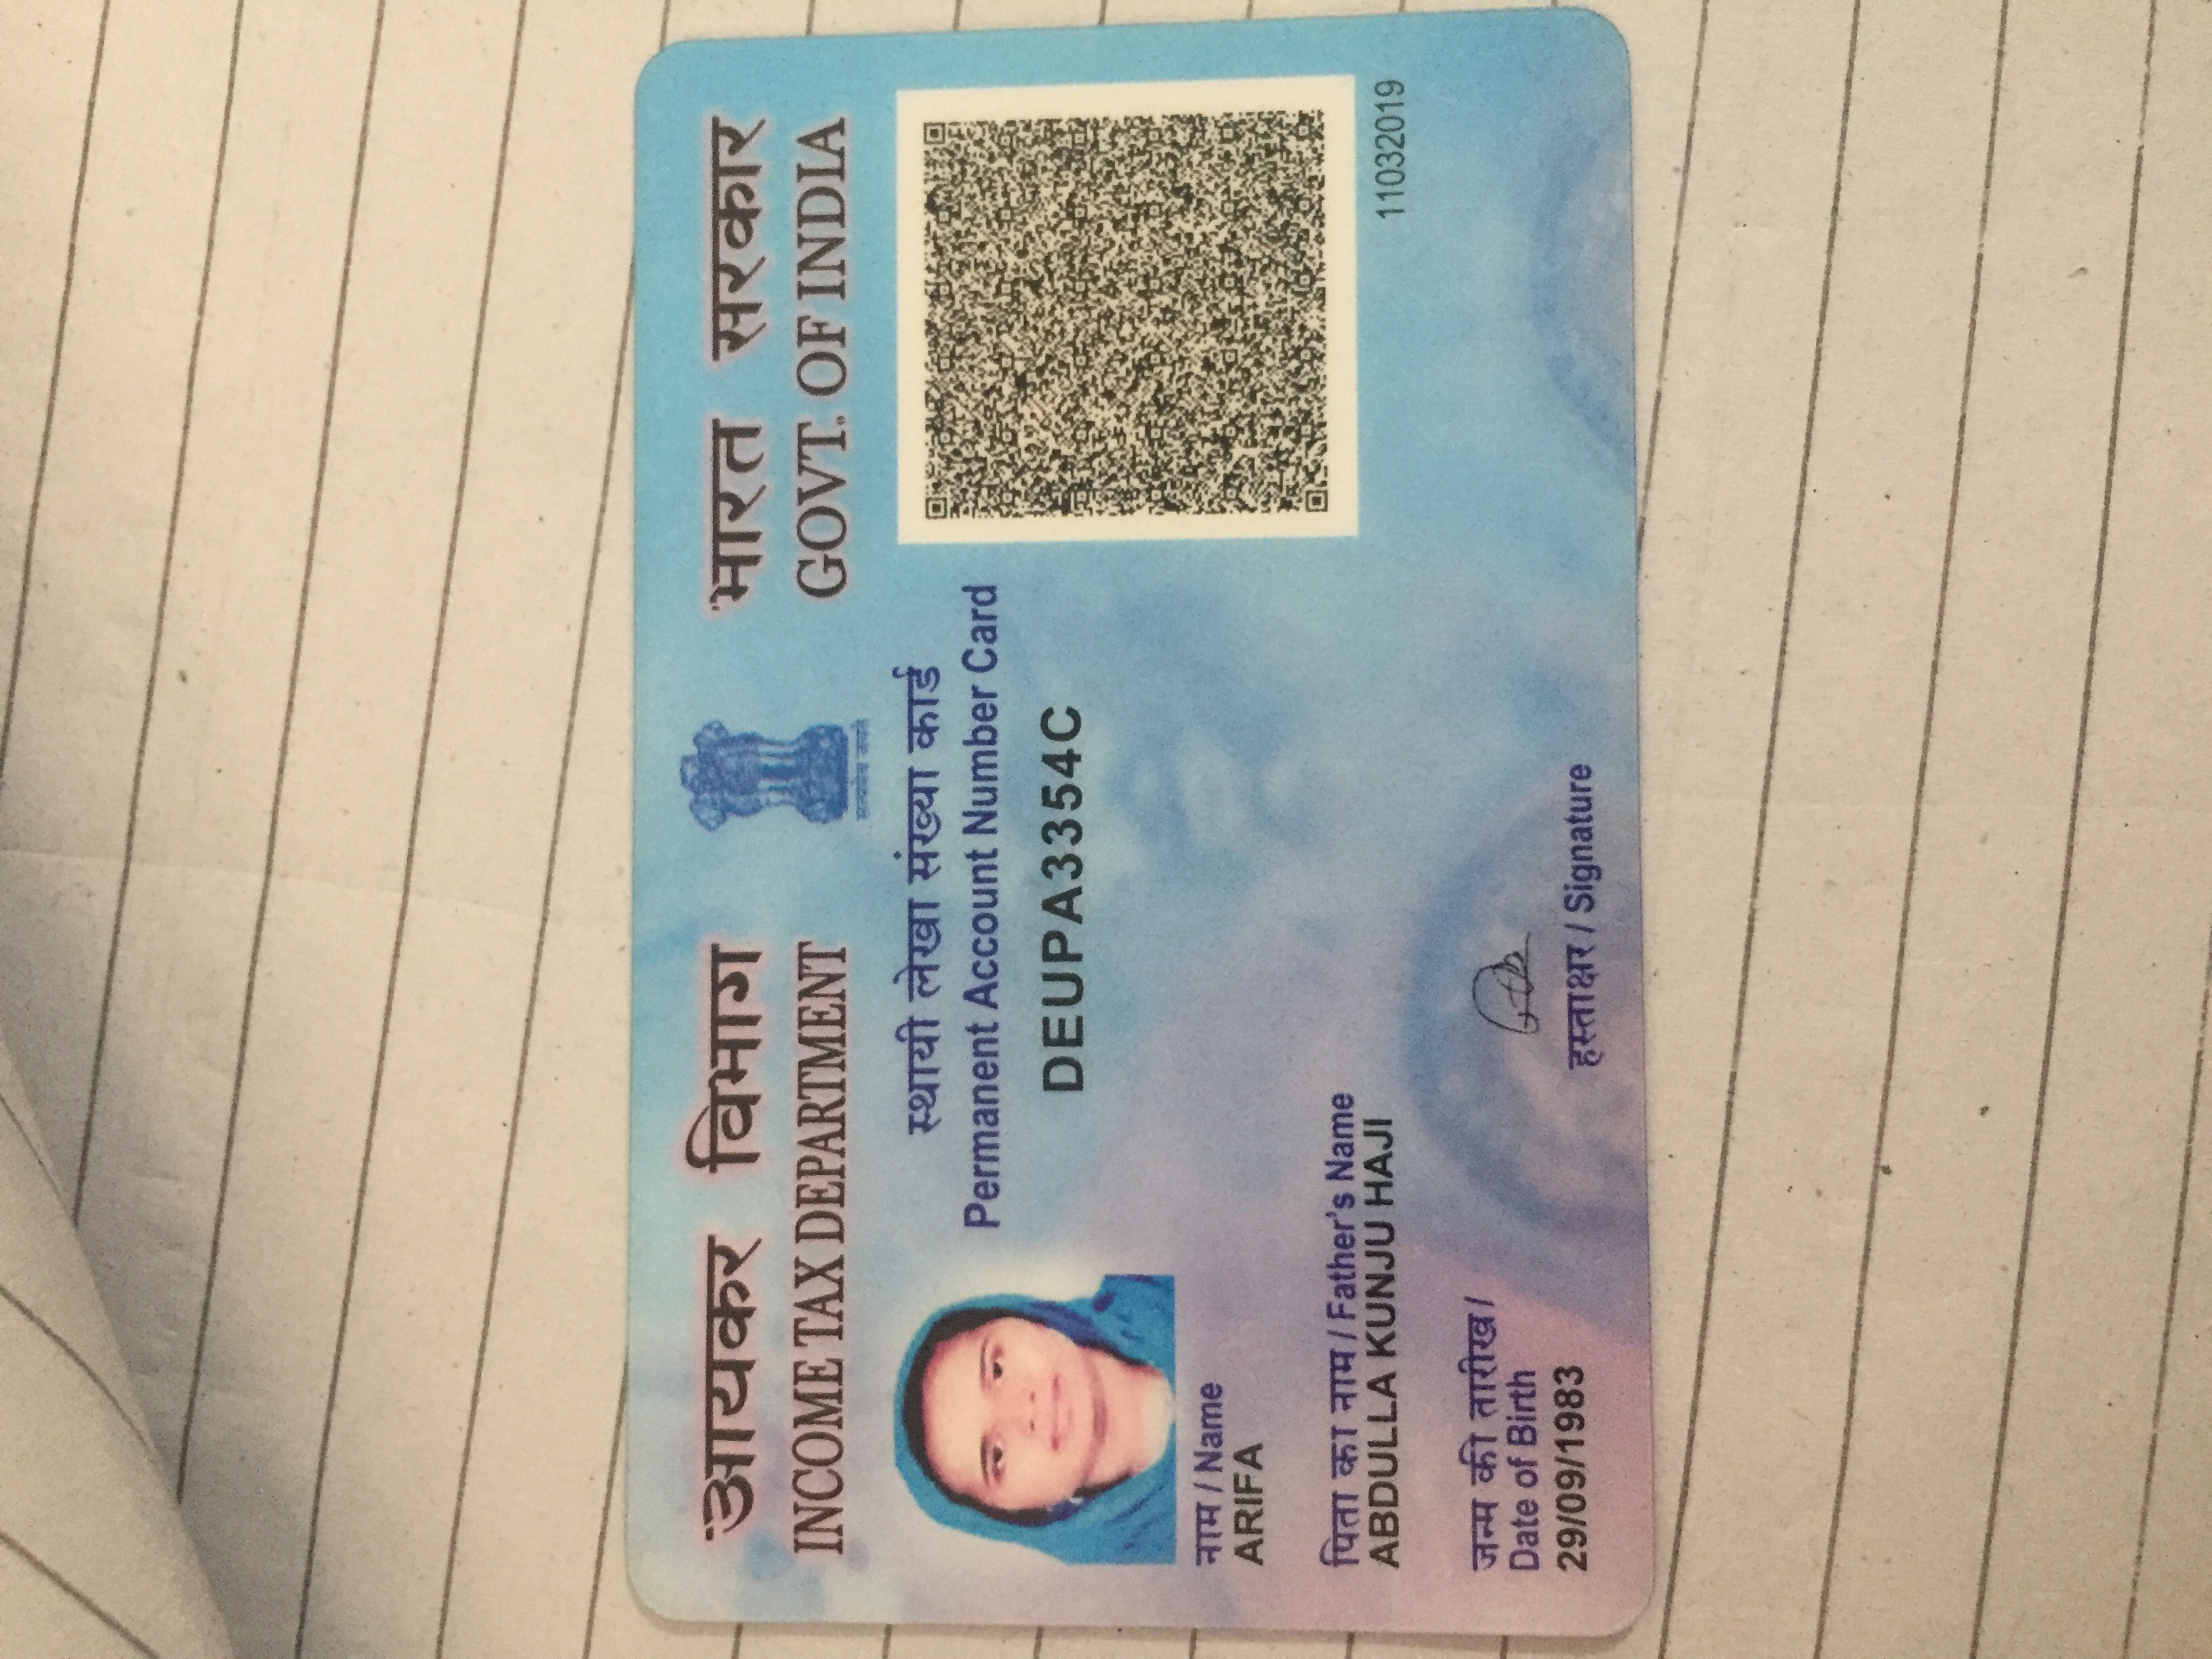 आयकर विभाग
INCOME TAX DEPARTMENT
सत्यमेव जयते
भारत सरकार
GOVT. OF INDIA
स्थायी लेखा संख्या कार्ड
Permanent Account Number Card
DEUPA3354C
नाम / Name
ARIFA
पिता का नाम / Father's Name
ABDULLA KUNJU HAJI
11032019
जन्म की तारीख /
Date of Birth
29/09/1983
हस्ताक्षर / Signature